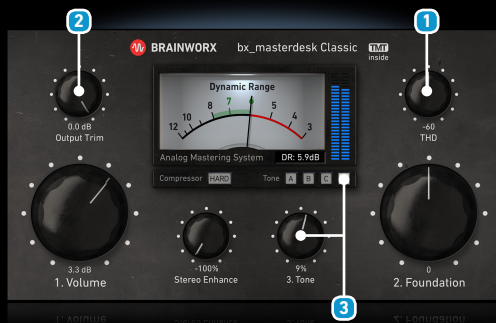 2
1
BRAINWORX
bx_masterdesk Classic
TMT
inside
Dynamic Range
12 10 8 7 6 5 4 3
Analog Mastering System
DR: 5.9dB
0.0 dB
Output Trim
-60
THD
Compressor HARD
Tone A B C
3.3 dB
1. Volume
-100%
Stereo Enhance
9%
3. Tone
0
2. Foundation
3